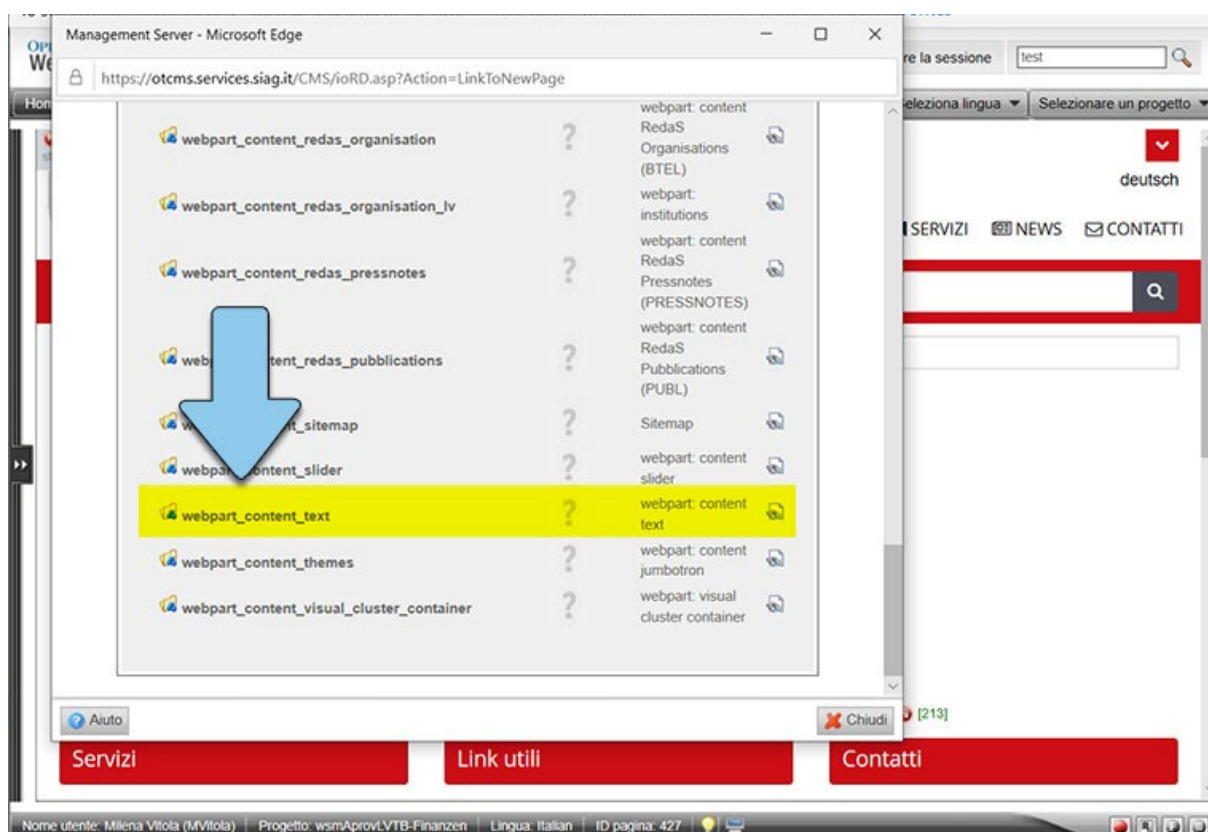 Management Server - Microsoft Edge
https://otcms.services.siag.it/CMS/ioRD.asp?Action=LinkToNewPage
re la sessione
test
eleziona lingua
Selezionare un progetto
deutsch
SERVIZI
NEWS
CONTATTI
webpart_content_redas_organisation
?
webpart: content
RedaS
Organisations
(BTEL)
webpart_content_redas_organisation_lv
?
webpart:
institutions
webpart_content_redas_pressnotes
?
webpart: content
RedaS
Pressnotes
(PRESSNOTES)
tent_redas_pubblications
?
webpart: content
RedaS
Pubblications
(PUBL)
t_sitemap
?
Sitemap
webpa
ontent_slider
?
webpart: content
slider
webpart_content_text
?
webpart: content
text
webpart_content_themes
?
webpart: content
jumbotron
webpart_content_visual_cluster_container
?
webpart: visual
cluster container
Aiuto
Chiudi
[213]
Servizi
Link utili
Contatti
Nome utente: Milena Vitola (MVitola)
Progetto: wsmAprovLVTB-Finanzen
Lingua: Italian
ID pagina: 427